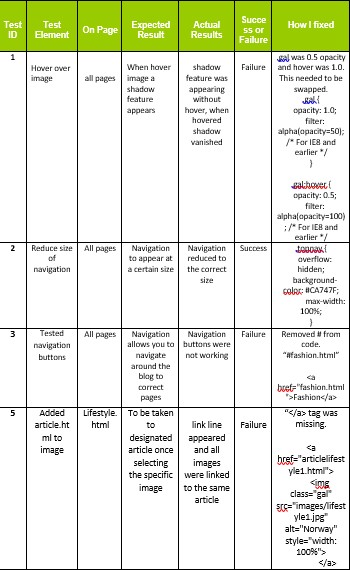 Test ID
Test Element
On Page
Expected Result
Actual Results
Succe ss or Failure
How I fixed
1
Hover over image
all pages
When hover image a shadow feature appears
shadow feature was appearing without hover, when hovered shadow vanished
Failure
.gal was 0.5 opacity
and hover was 1.0.
This needed to be
swapped.
.gal {
opacity: 1.0;
filter:
alpha(opacity=50);
/* For IE8 and
earlier */
}
.gal:hover {
opacity: 0.5;
filter:
alpha(opacity=100)
; /* For IE8 and
earlier */
2
Reduce size of navigation
All pages
Navigation to appear at a certain size
Navigation reduced to the correct size
Success
.topnav {
overflow:
hidden;
background-
color: #CA747F;
max-width:
100%;
}
3
Tested navigation buttons
All pages
Navigation allows you to navigate around the blog to correct pages
Navigation buttons were not working
Failure
Removed # from
code.
"#fashion.html"
<a
href="fashion.html
">Fashion</a>
5
Added article.ht ml to image
Lifestyle. html
To be taken to designated article once selecting the specific image
link line appeared and all images were linked to the same article
Failure
"</a> tag was
missing.
<a
href="articlelifest
yle1.html">
<img
class="gal"
src="images/lifest
yle1.jpg"
alt="Norway"
style="width:
100%">
</a>